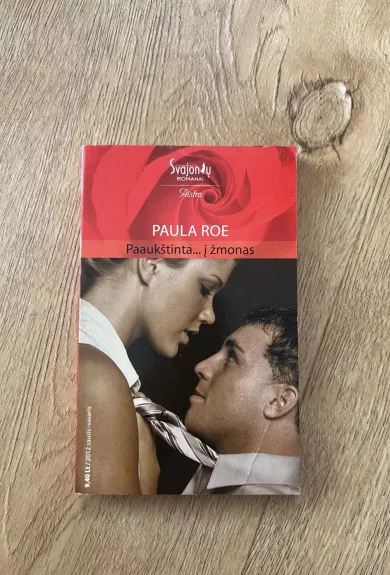 Svajonių
ROMANAI
Aistra
PAULA ROE
Paaukštinta... į žmonas
9,40 Lt / 2012 sausis–vasaris